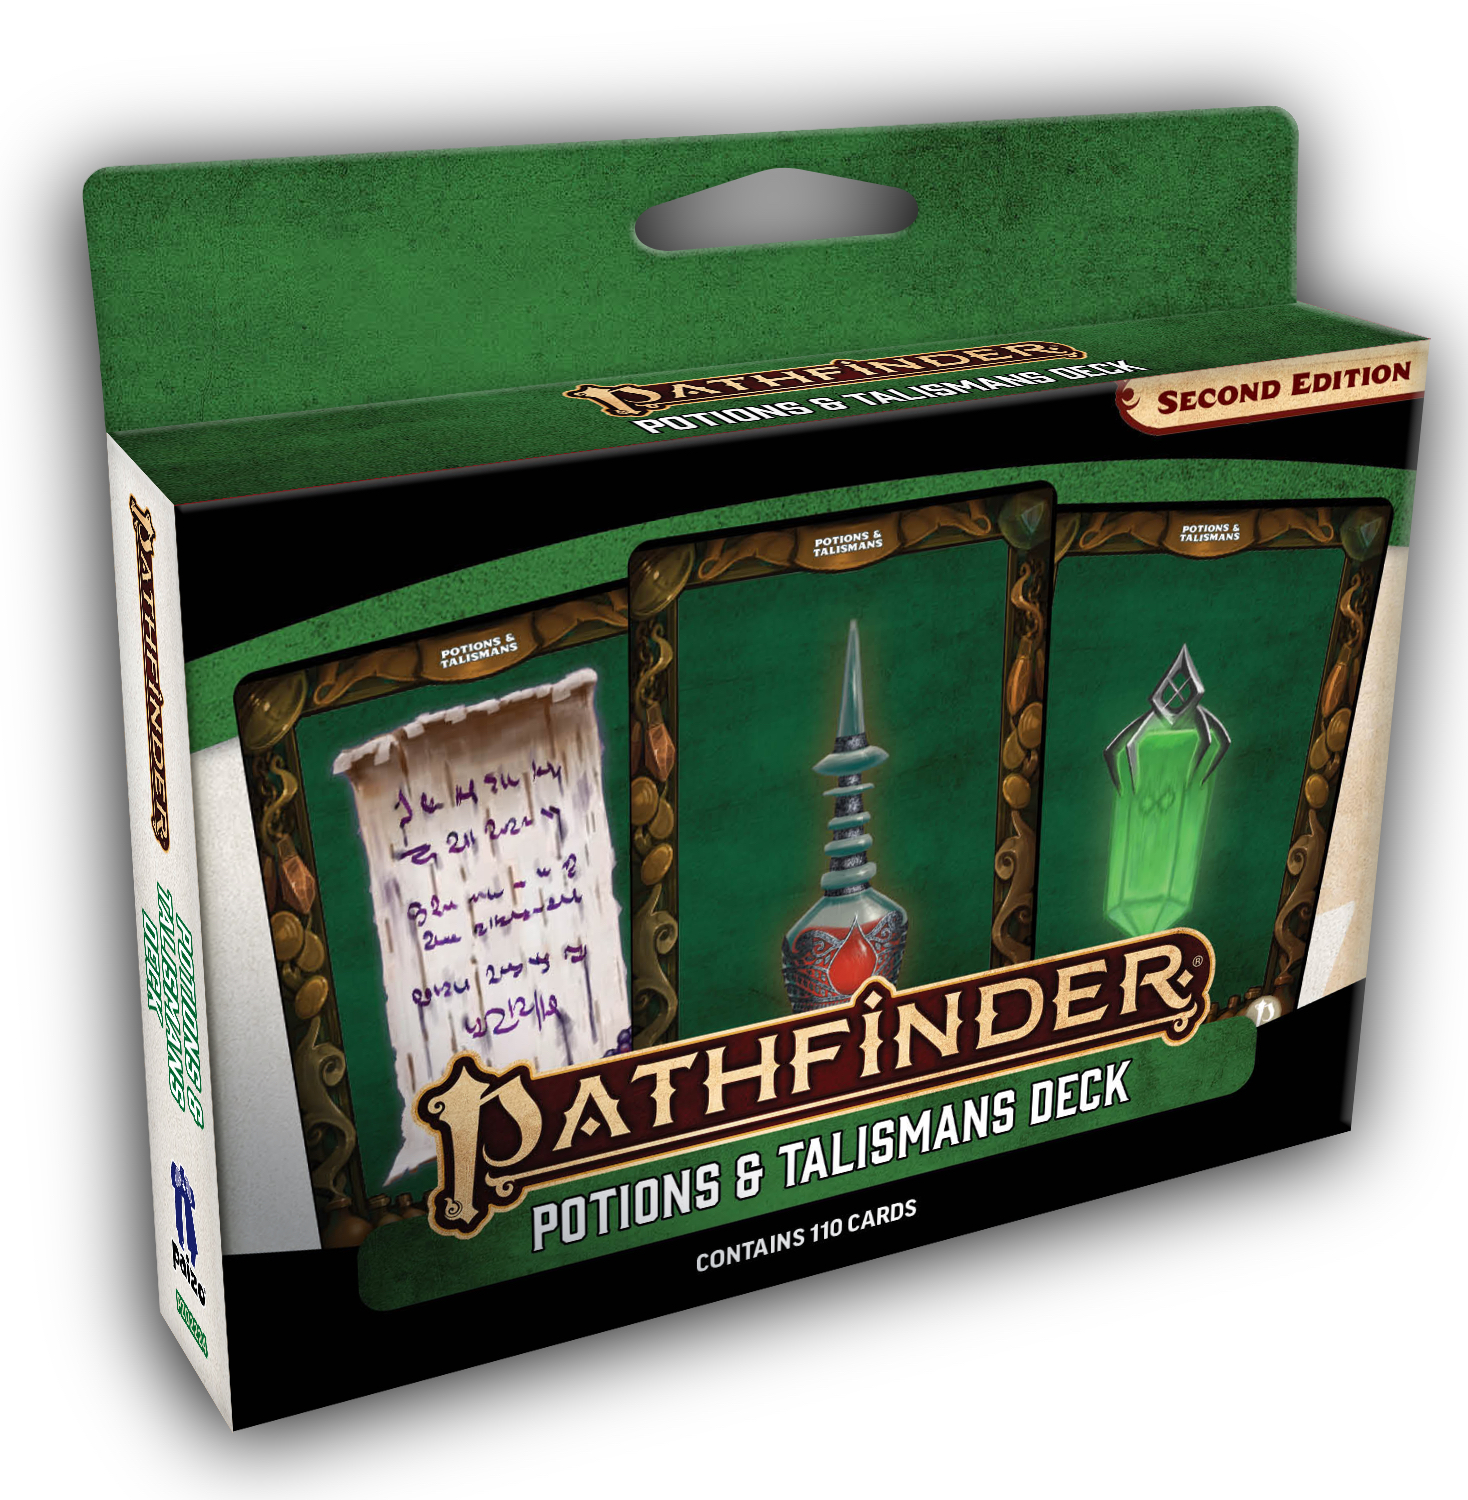 PATHFINDER
POTIONS & TALISMANS DECK
SECOND EDITION
POTIONS &
TALISMANS
POTIONS &
TALISMANS
POTIONS &
TALISMANS
PATHFINDER®
POTIONS & TALISMANS DECK
CONTAINS 110 CARDS
PATHFINDER
POTIONS &
TALISMANS
DECK
paizo